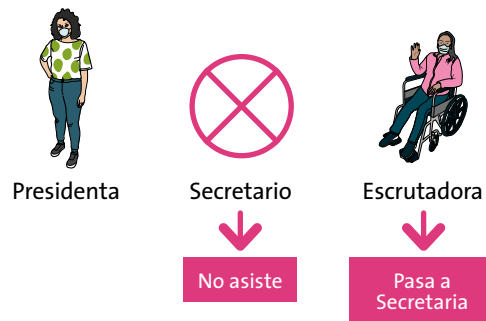 Presidenta
Secretario
Escrutadora
No asiste
Pasa a
Secretaria